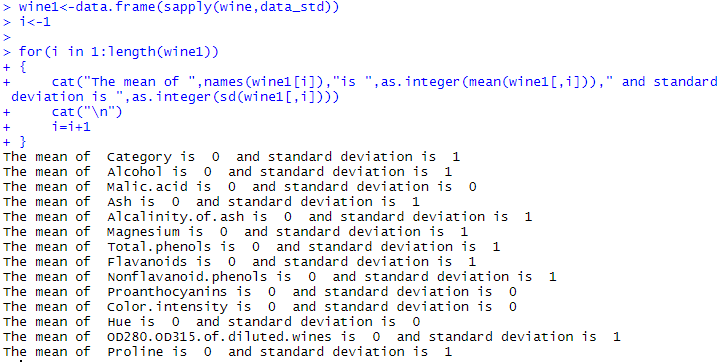 > wine1<-data.frame(sapply(wine,data_std))
> i<-1
>
> for(i in 1:length(wine1))
+ {
+     cat("The mean of ",names(wine1[i]),"is ",as.integer(mean(wine1[,i]))," and standard
 deviation is ",as.integer(sd(wine1[,i])))
+     cat("\n")
+     i=i+1
+ }
The mean of  Category is  0  and standard deviation is  1
The mean of  Alcohol is  0  and standard deviation is  1
The mean of  Malic.acid is  0  and standard deviation is  0
The mean of  Ash is  0  and standard deviation is  1
The mean of  Alcalinity.of.ash is  0  and standard deviation is  1
The mean of  Magnesium is  0  and standard deviation is  1
The mean of  Total.phenols is  0  and standard deviation is  1
The mean of  Flavanoids is  0  and standard deviation is  1
The mean of  Nonflavanoid.phenols is  0  and standard deviation is  1
The mean of  Proanthocyanins is  0  and standard deviation is  0
The mean of  Color.intensity is  0  and standard deviation is  0
The mean of  Hue is  0  and standard deviation is  0
The mean of  OD280.OD315.of.diluted.wines is  0  and standard deviation is  1
The mean of  Proline is  0  and standard deviation is  1